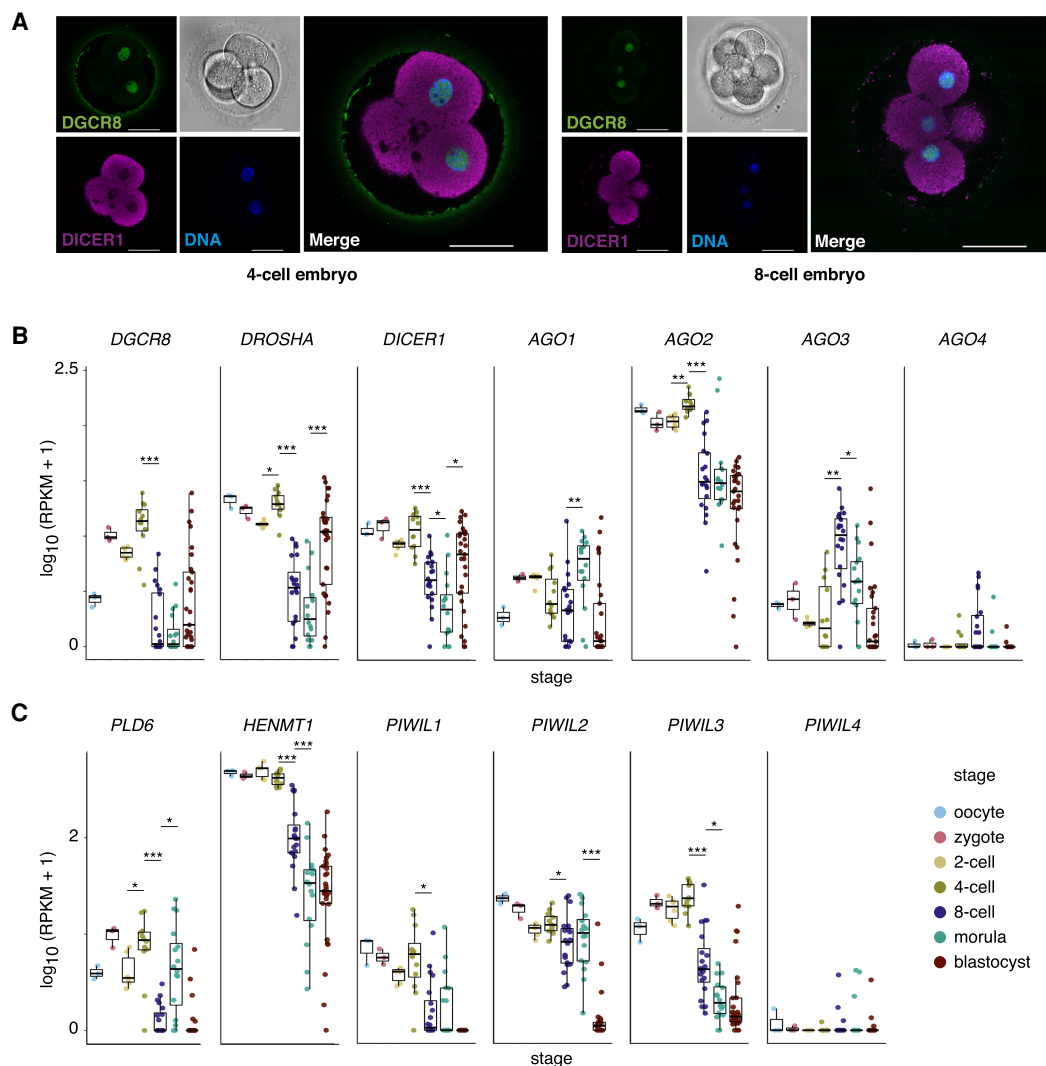 A
DGCR8
DICER1
DNA
Merge
4-cell embryo
DGCR8
DICER1
DNA
Merge
8-cell embryo
B
DGCR8 DROSHA DICER1 AGO1 AGO2 AGO3 AGO4
2.5
0
log10 (RPKM + 1)
*** * *** *** *** * * ** ** *** ** *
stage
C
PLD6 HENMT1 PIWIL1 PIWIL2 PIWIL3 PIWIL4
2
0
log10 (RPKM + 1)
* *** * *** *** * * *** *** *
stage
stage
oocyte
zygote
2-cell
4-cell
8-cell
morula
blastocyst